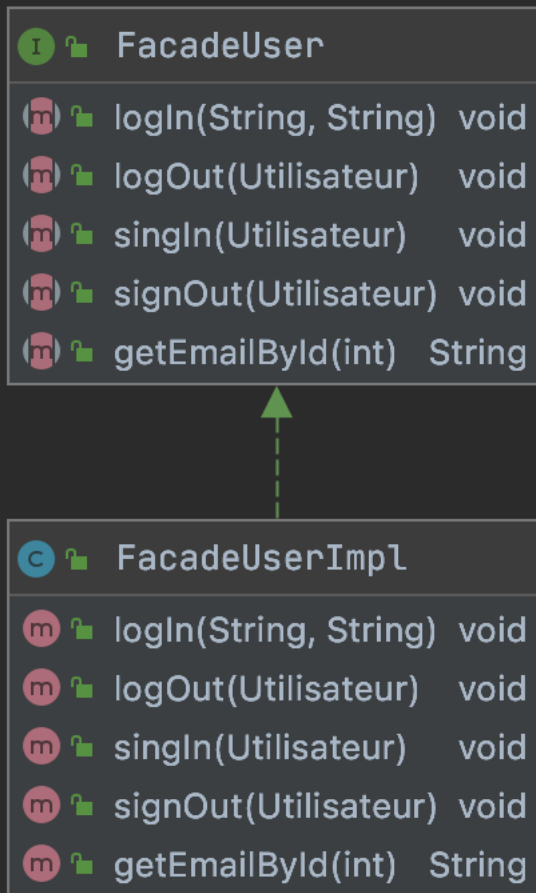 I FacadeUser
m logIn(String, String) void
m logOut(Utilisateur) void
m singIn(Utilisateur) void
m signOut(Utilisateur) void
m getEmailById(int) String
C FacadeUserImpl
m logIn(String, String) void
m logOut(Utilisateur) void
m singIn(Utilisateur) void
m signOut(Utilisateur) void
m getEmailById(int) String